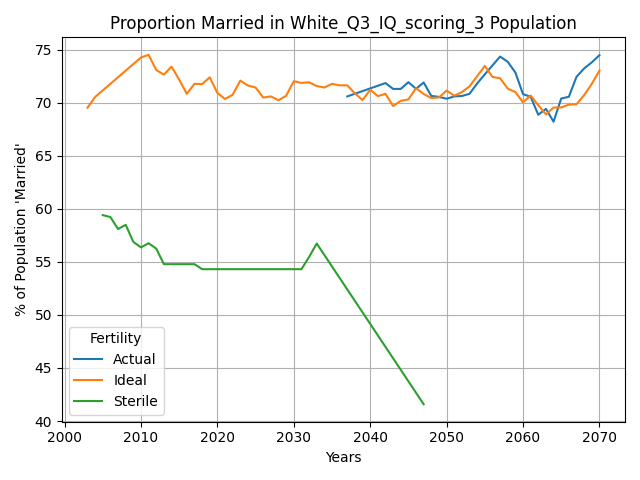 Proportion Married in White_Q3_IQ_scoring_3 Population
% of Population 'Married'
75
70
65
60
55
50
45
40
Fertility
Actual
Ideal
Sterile
2000 2010 2020 2030 2040 2050 2060 2070
Years